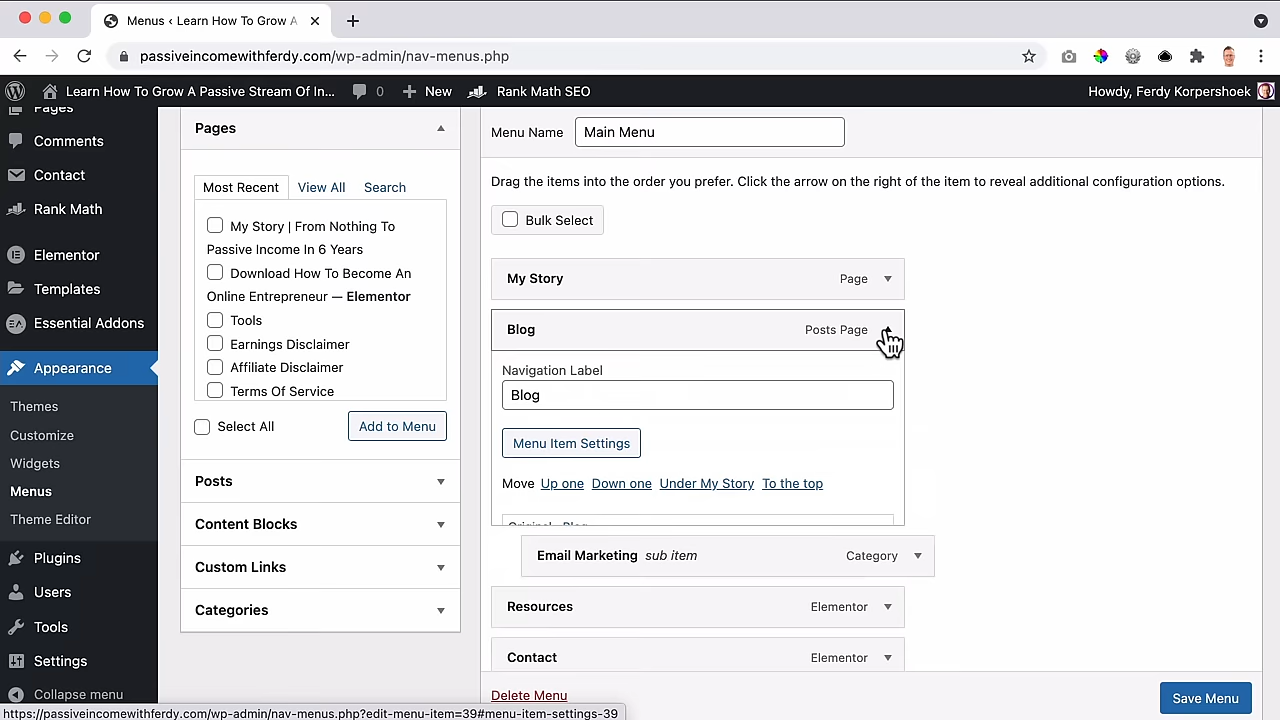 Menus ‹ Learn How To Grow A
passiveincomewithferdy.com/wp-admin/nav-menus.php
Learn How To Grow A Passive Stream Of In... 0 New Rank Math SEO Howdy, Ferdy Korpershoek
Pages
Comments
Contact
Rank Math
Elementor
Templates
Essential Addons
Appearance
Themes
Customize
Widgets
Menus
Theme Editor
Plugins
Users
Tools
Settings
Collapse menu
Pages
Most Recent View All Search
My Story | From Nothing To
Passive Income In 6 Years
Download How To Become An
Online Entrepreneur — Elementor
Tools
Earnings Disclaimer
Affiliate Disclaimer
Terms Of Service
Select All Add to Menu
Posts
Content Blocks
Custom Links
Categories
Menu Name Main Menu
Drag the items into the order you prefer. Click the arrow on the right of the item to reveal additional configuration options.
Bulk Select
My Story Page
Blog Posts Page
Navigation Label
Blog
Menu Item Settings
Move Up one Down one Under My Story To the top
Original: Blog
Email Marketing sub item Category
Resources Elementor
Contact Elementor
Delete Menu Save Menu
https://passiveincomewithferdy.com/wp-admin/nav-menus.php?edit-menu-item=39#menu-item-settings-39